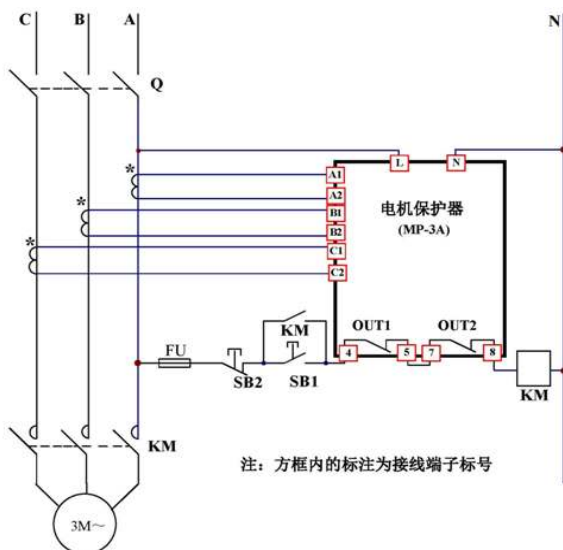 C B A N
Q
L N
A1
*
A2
* B1
电机保护器
B2
(MP-3A)
* C1
C2
OUT1 OUT2
KM
FU
4 5 7 8
SB2 SB1
KM
KM
注：方框内的标注为接线端子标号
3M～